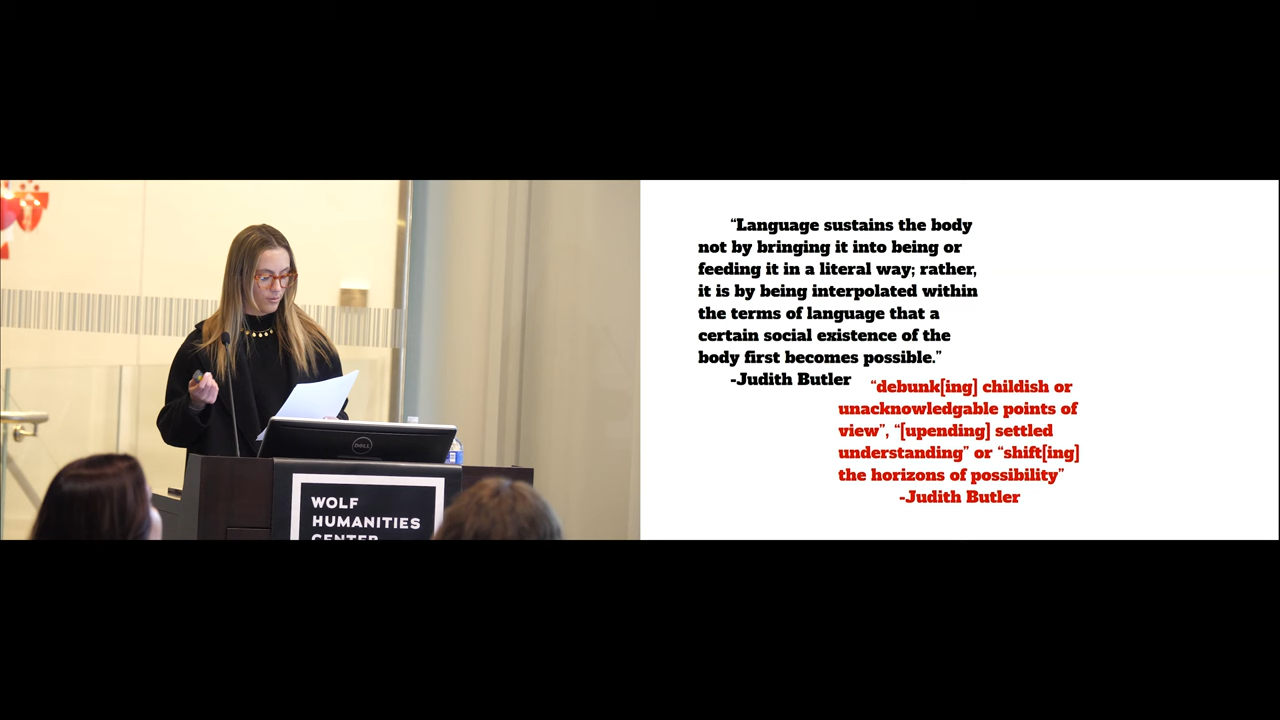 WOLF
HUMANITIES
CENTER
DELL
“Language sustains the body
not by bringing it into being or
feeding it in a literal way; rather,
it is by being interpolated within
the terms of language that a
certain social existence of the
body first becomes possible.”
-Judith Butler
“debunk[ing] childish or
unacknowledgable points of
view”, “[upending] settled
understanding” or “shift[ing]
the horizons of possibility”
-Judith Butler